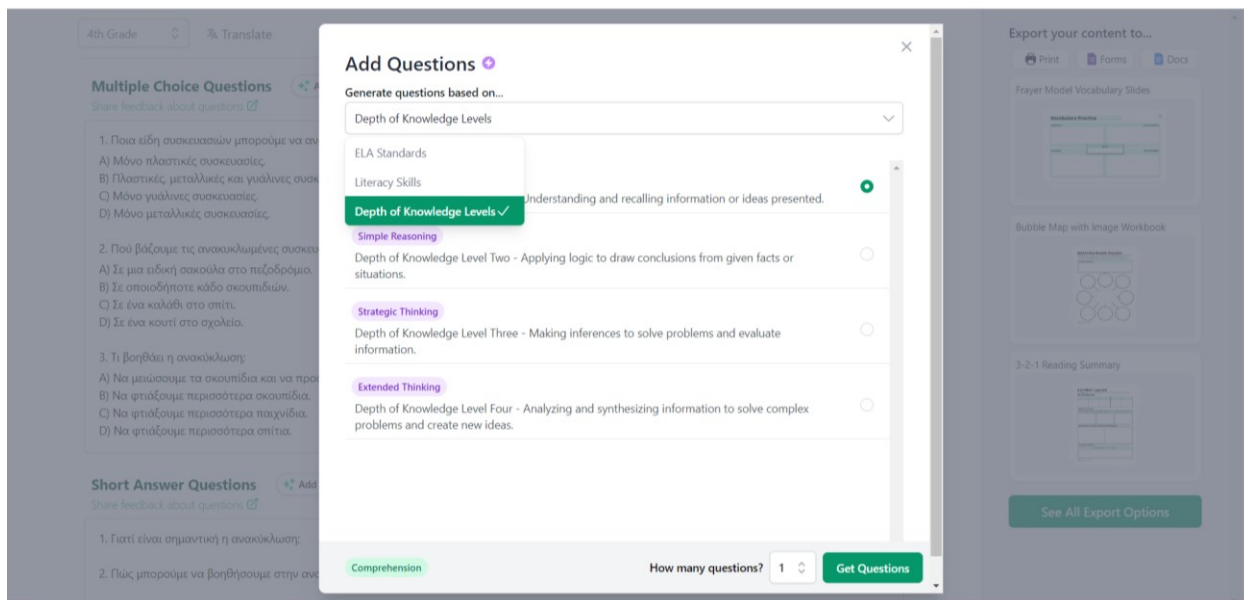 4th Grade
Translate
Export your content to...
Print
Forms
Docs
Multiple Choice Questions
Share feedback about questions
1. Ποια είδη συσκευασιών μπορούμε να
A) Μόνο πλαστικές συσκευασίες.
B) Πλαστικές, μεταλλικές και γυάλινες
C) Μόνο γυάλινες συσκευασίες.
D) Μόνο μεταλλικές συσκευασίες.
2. Πού βάζουμε τις ανακυκλωμένες
A) Σε μια ειδική σακούλα στο πεζοδρόμιο.
B) Σε οποιοδήποτε κάδο σκουπιδιών.
C) Σε ένα καλάθι στο σπίτι.
D) Σε ένα κουτί στο σχολείο.
3. Τι βοηθάει η ανακύκλωση;
A) Να μειώσουμε τα σκουπίδια και να
B) Να φτιάξουμε περισσότερα σκουπίδια.
C) Να φτιάξουμε περισσότερα παιχνίδια.
D) Να φτιάξουμε περισσότερα σπίτια.
Short Answer Questions
Add
Share feedback about questions
1. Γιατί είναι σημαντική η ανακύκλωση;
2. Πώς μπορούμε να βοηθήσουμε στην
Add Questions
Generate questions based on...
Depth of Knowledge Levels
ELA Standards
Literacy Skills
Depth of Knowledge Levels
Understanding and recalling information or ideas presented.
Simple Reasoning
Depth of Knowledge Level Two - Applying logic to draw conclusions from given facts or
situations.
Strategic Thinking
Depth of Knowledge Level Three - Making inferences to solve problems and evaluate
information.
Extended Thinking
Depth of Knowledge Level Four - Analyzing and synthesizing information to solve complex
problems and create new ideas.
Comprehension
How many questions?
1
Get Questions
Frayer Model Vocabulary Slides
Vocabulary Practice
Bubble Map with Image Workbook
3-2-1 Reading Summary
See All Export Options